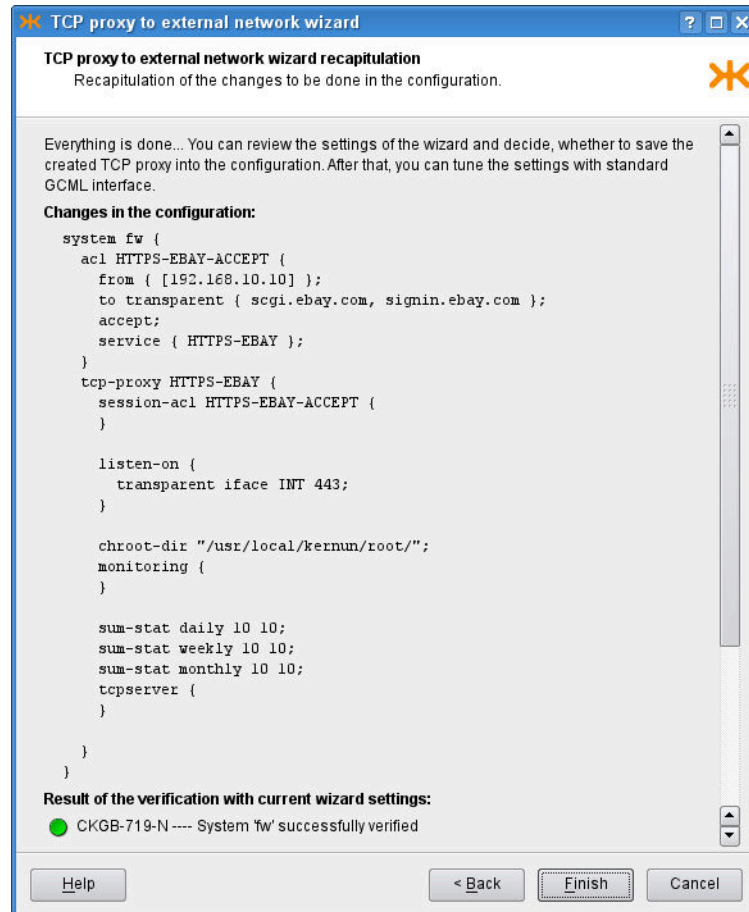 TCP proxy to external network wizard
TCP proxy to external network wizard recapitulation
Recapitulation of the changes to be done in the configuration.
Everything is done... You can review the settings of the wizard and decide, whether to save the
created TCP proxy into the configuration. After that, you can tune the settings with standard
GCML interface.
Changes in the configuration:
system fw {
acl HTTPS-EBAY-ACCEPT {
from { [192.168.10.10] };
to transparent { scgi.ebay.com, signin.ebay.com };
accept;
service { HTTPS-EBAY };
}
tcp-proxy HTTPS-EBAY {
session-acl HTTPS-EBAY-ACCEPT {
}
listen-on {
transparent iface INT 443;
}
chroot-dir "/usr/local/kernun/root/";
monitoring {
}
sum-stat daily 10 10;
sum-stat weekly 10 10;
sum-stat monthly 10 10;
tcpserver {
}
}
}
Result of the verification with current wizard settings:
CKGB-719-N ---- System 'fw' successfully verified
Help
< Back
Finish
Cancel